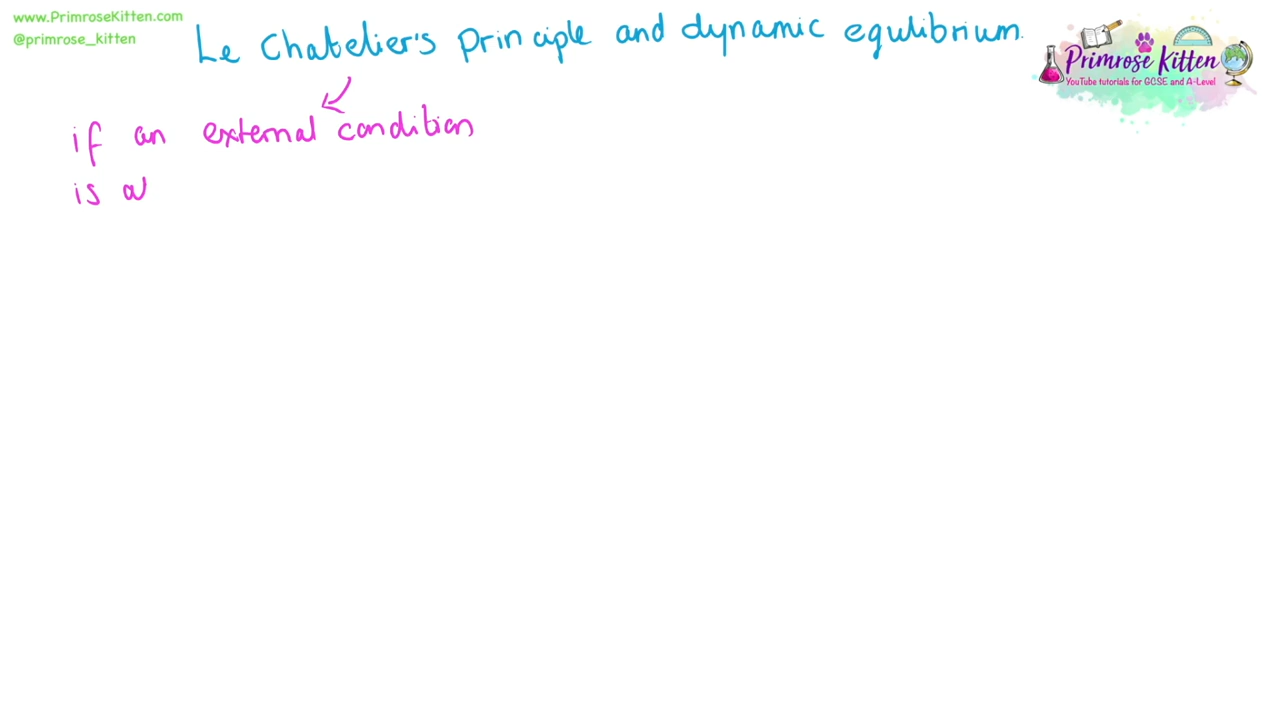 www.PrimroseKitten.com
@primrose_kitten
Le Chatelier's principle and dynamic equlibrium.
Primrose Kitten
YouTube tutorials for GCSE and A-Level
if an external condition
is